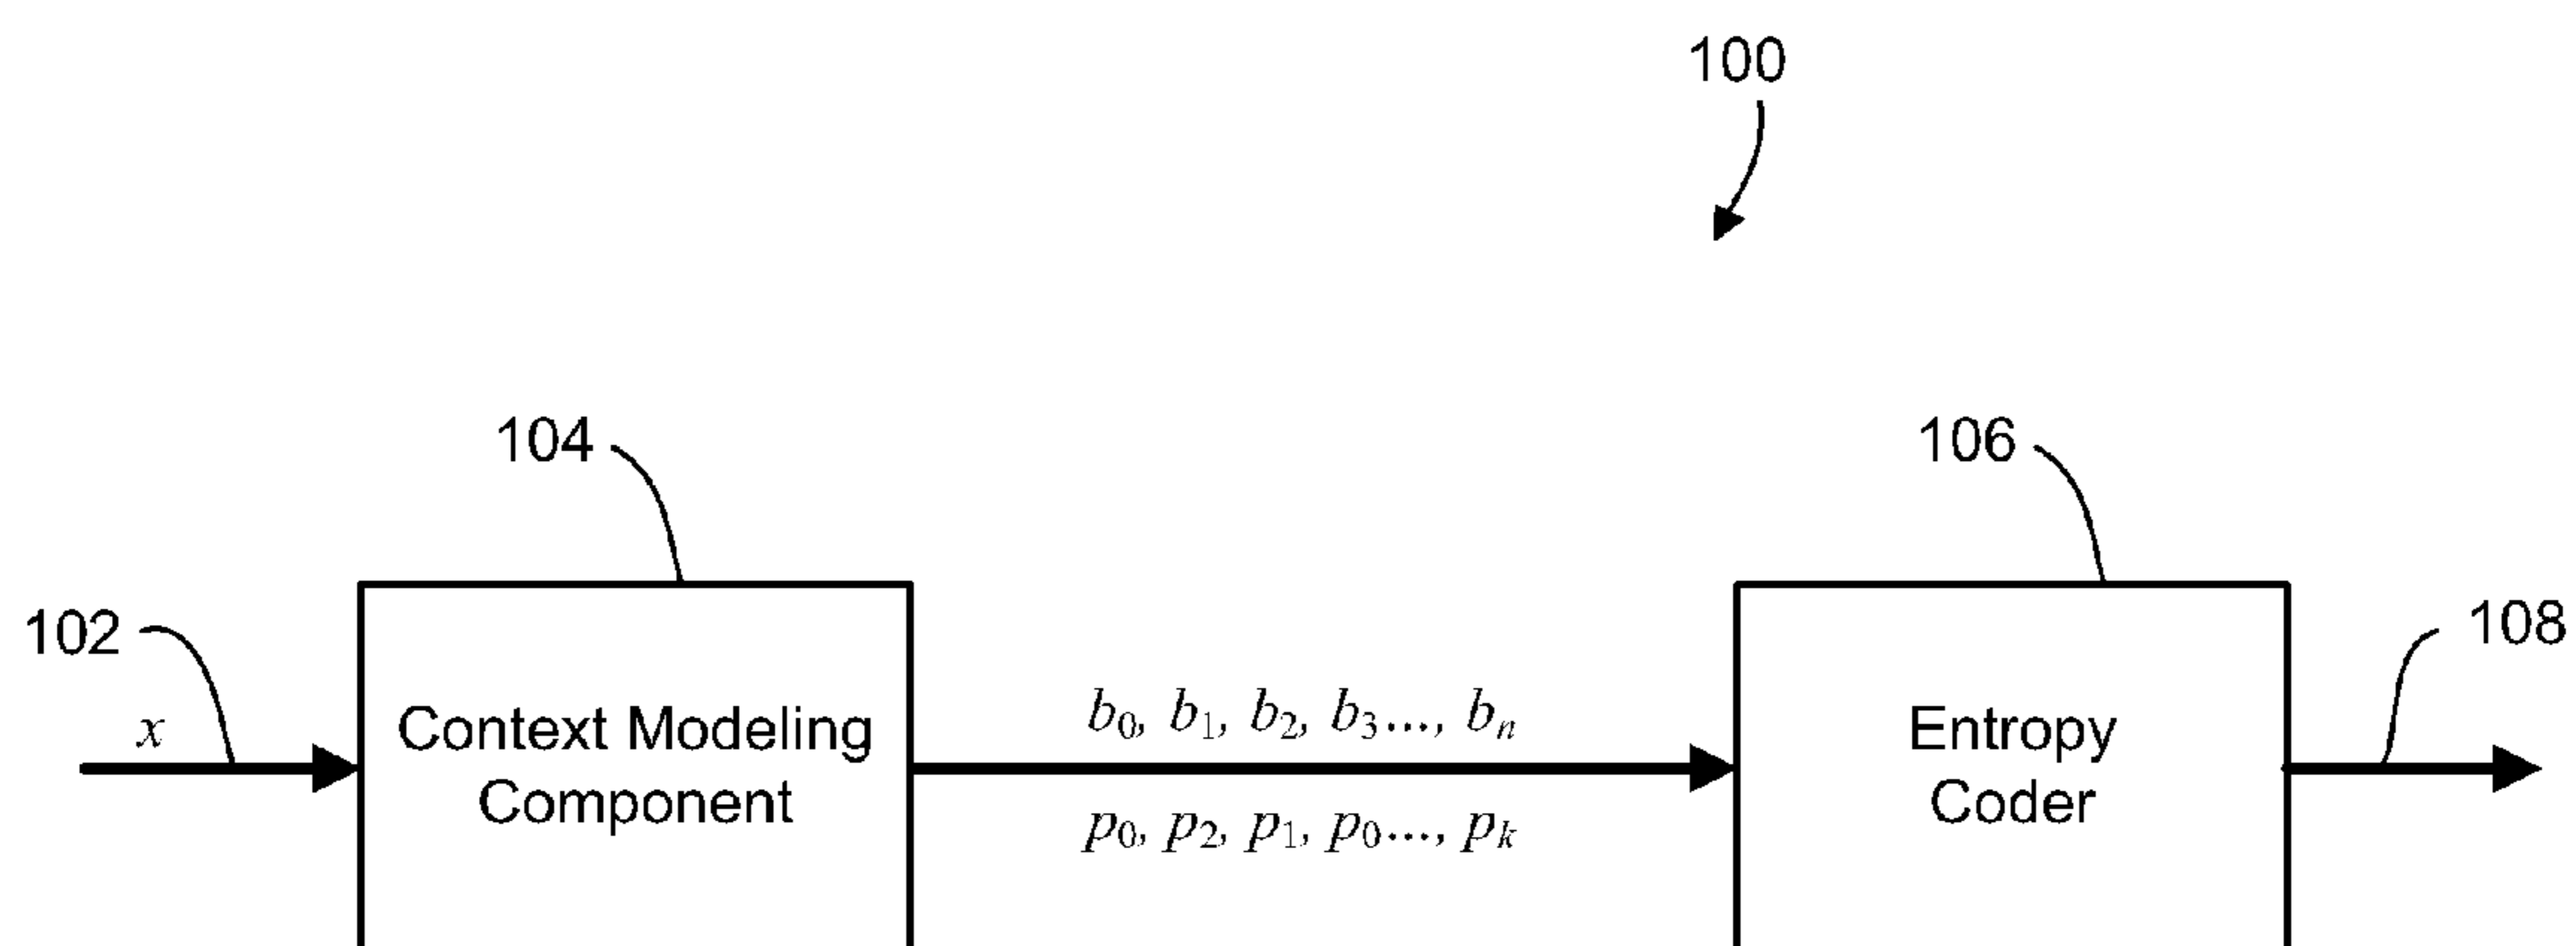 100
104
106
102
108
x
Context Modeling
Component
b₀, b₁, b₂, b₃..., bₙ
p₀, p₂, p₁, p₀..., pₖ
Entropy
Coder